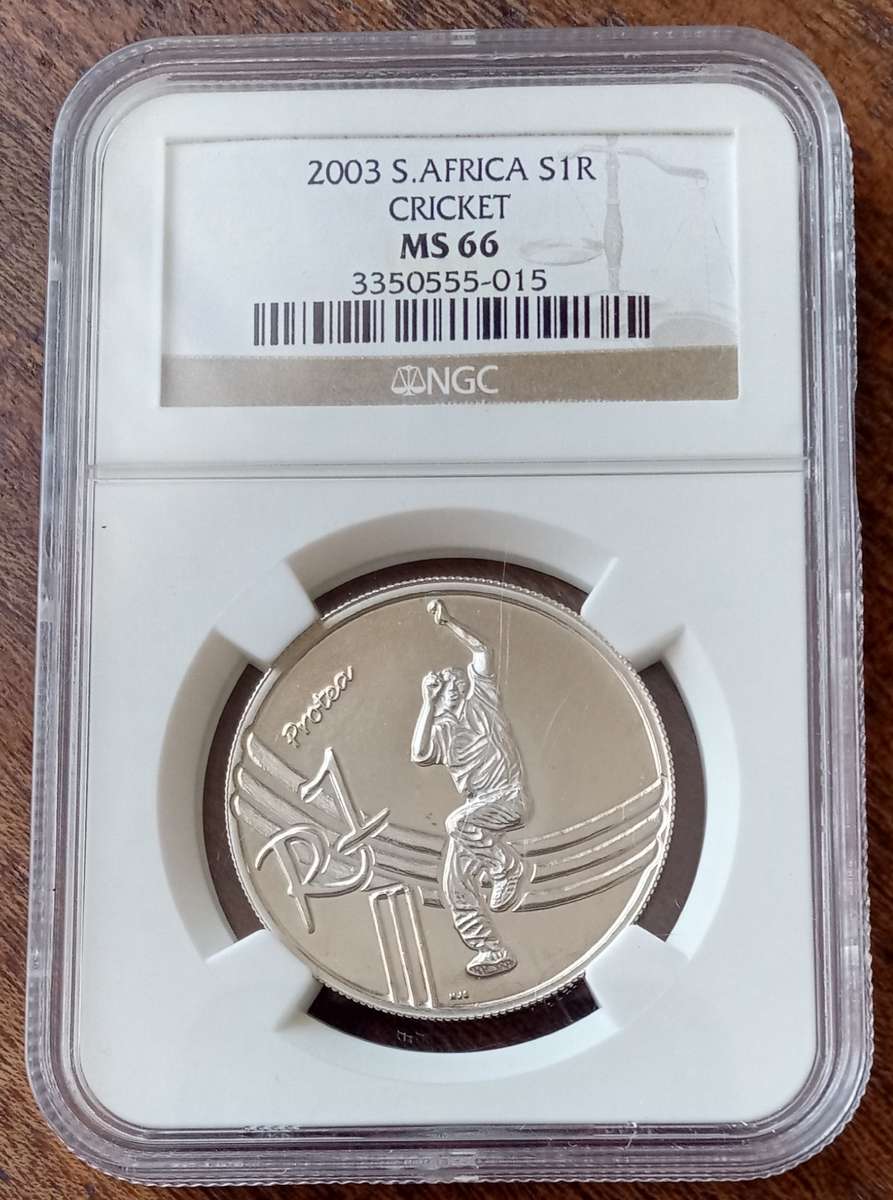 2003 S.AFRICA S1R
CRICKET
MS 66
3350555-015
NGC
Protea
R1